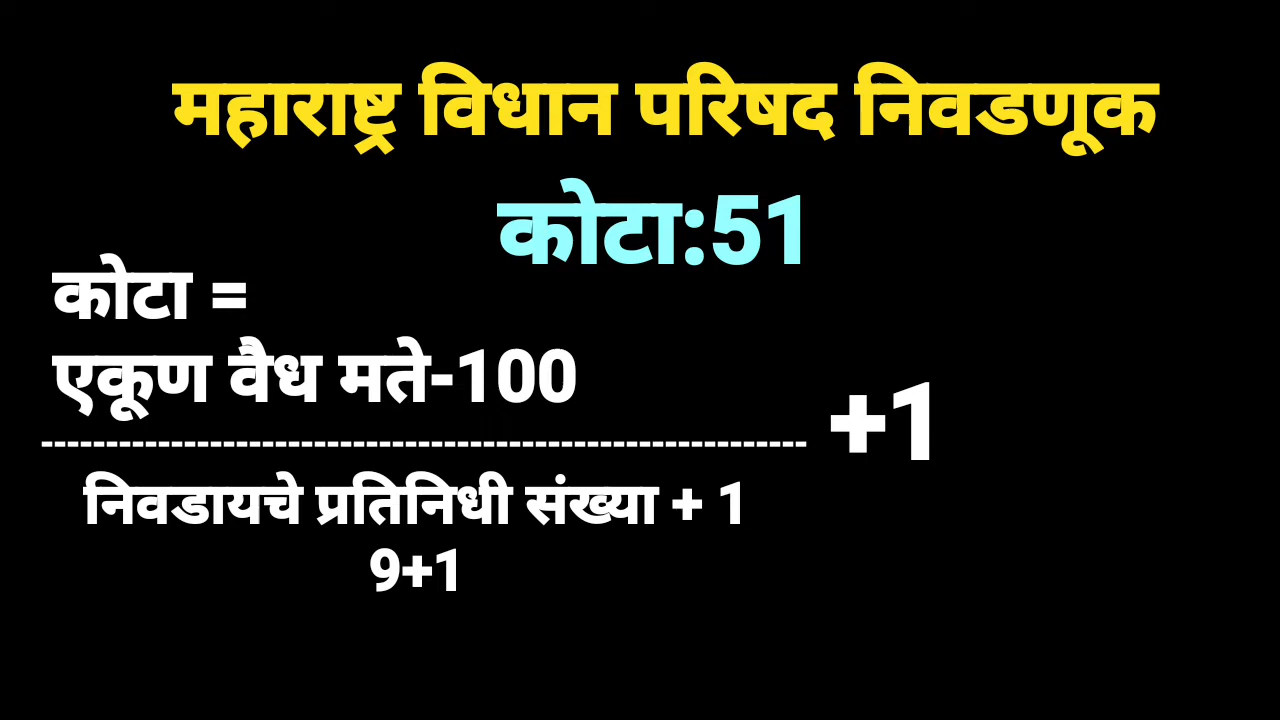 महाराष्ट्र विधान परिषद निवडणूक
कोटा:51
कोटा =
एकूण वैध मते-100
------------------------------------------------------------ +1
निवडायचे प्रतिनिधी संख्या + 1
9+1